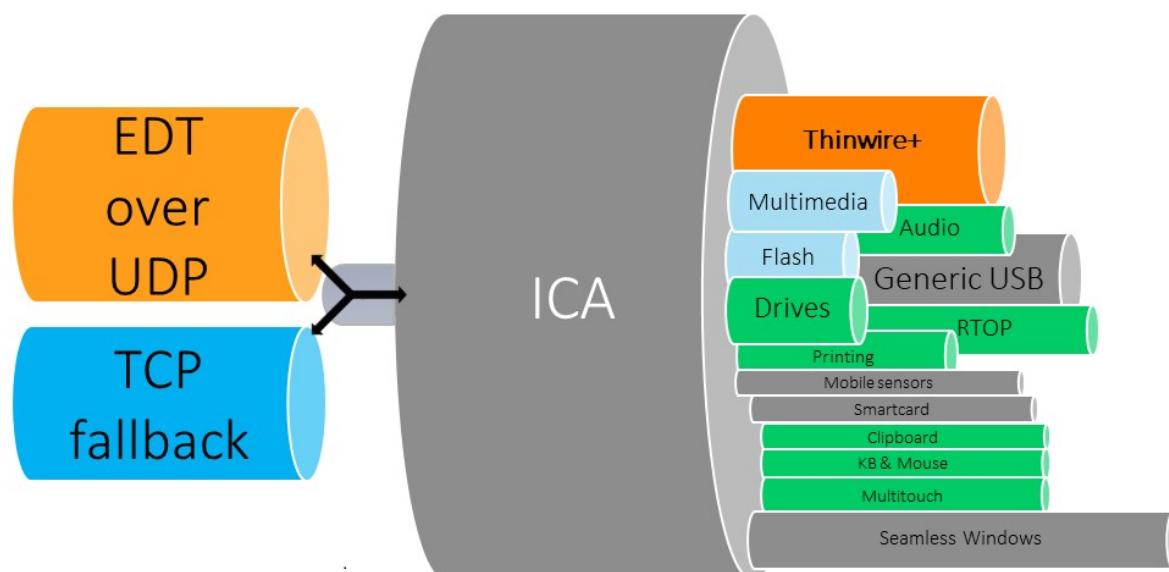 EDT
over
UDP
TCP
fallback
ICA
Thinwire+
Multimedia
Audio
Flash
Generic USB
Drives
RTOP
Printing
Mobile sensors
Smartcard
Clipboard
KB & Mouse
Multitouch
Seamless Windows